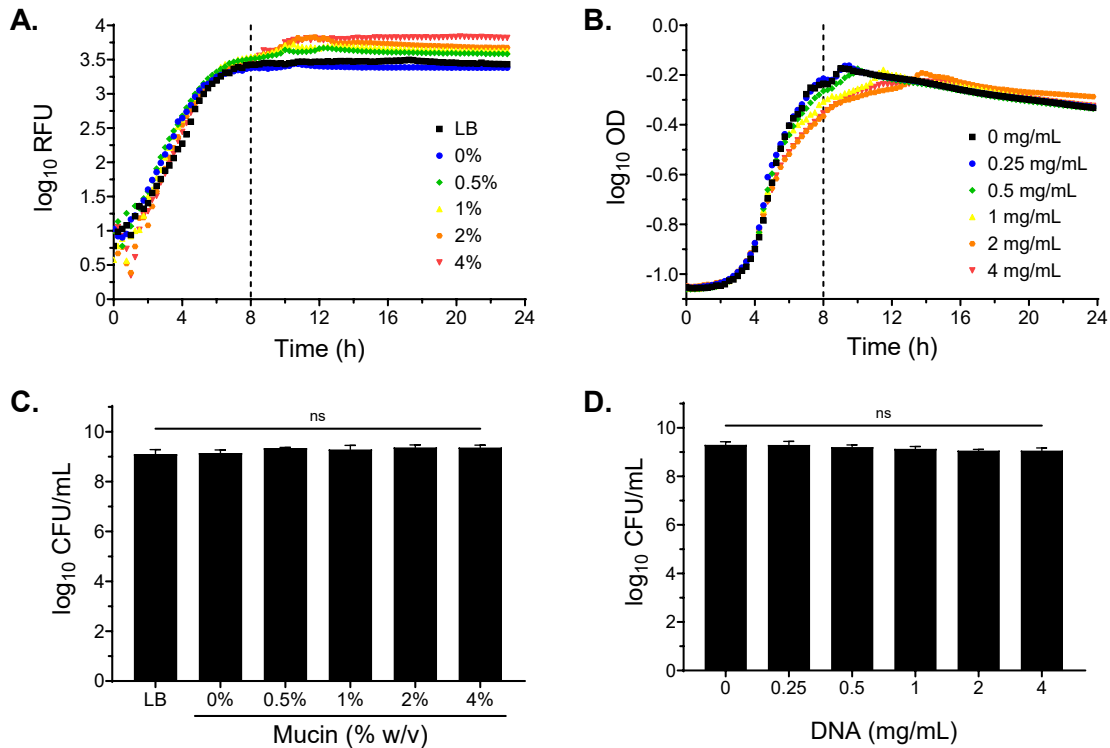 A.
log10 RFU
4
3.5
3
2.5
2
1.5
1
0.5
0
0 4 8 12 16 20 24
Time (h)
LB
0%
0.5%
1%
2%
4%
B.
log10 OD
0.0
-0.2
-0.4
-0.6
-0.8
-1.0
0 4 8 12 16 20 24
Time (h)
0 mg/mL
0.25 mg/mL
0.5 mg/mL
1 mg/mL
2 mg/mL
4 mg/mL
C.
ns
log10 CFU/mL
10
8
6
4
2
0
LB 0% 0.5% 1% 2% 4%
Mucin (% w/v)
D.
ns
log10 CFU/mL
10
8
6
4
2
0
0 0.25 0.5 1 2 4
DNA (mg/mL)